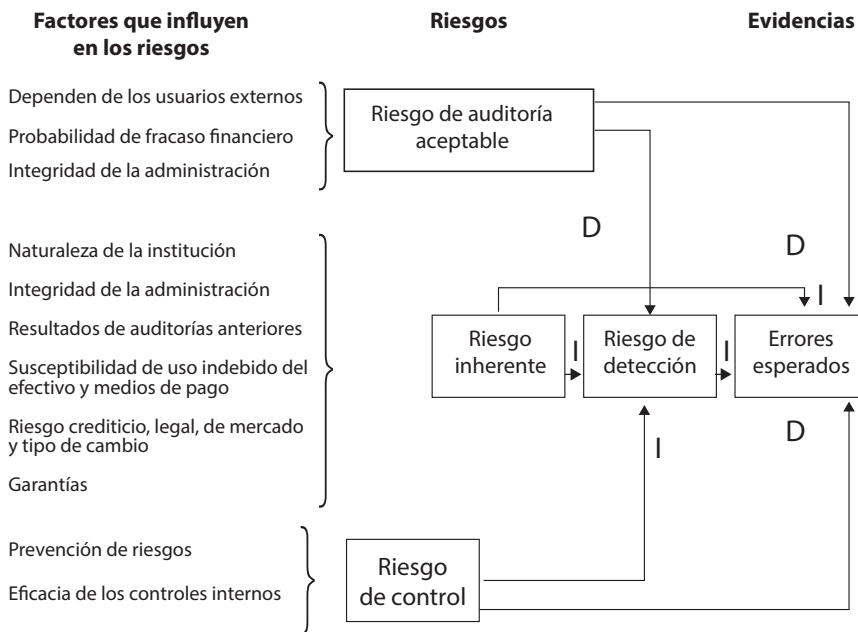 Factores que influyen
en los riesgos
Riesgos
Evidencias
Dependen de los usuarios externos
Probabilidad de fracaso financiero
Integridad de la administración
Riesgo de auditoría
aceptable
D
D
Naturaleza de la institución
Integridad de la administración
Resultados de auditorías anteriores
Susceptibilidad de uso indebido del
efectivo y medios de pago
Riesgo crediticio, legal, de mercado
y tipo de cambio
Garantías
I
Riesgo
inherente
I
Riesgo de
detección
I
Errores
esperados
I
D
Prevención de riesgos
Eficacia de los controles internos
Riesgo
de control